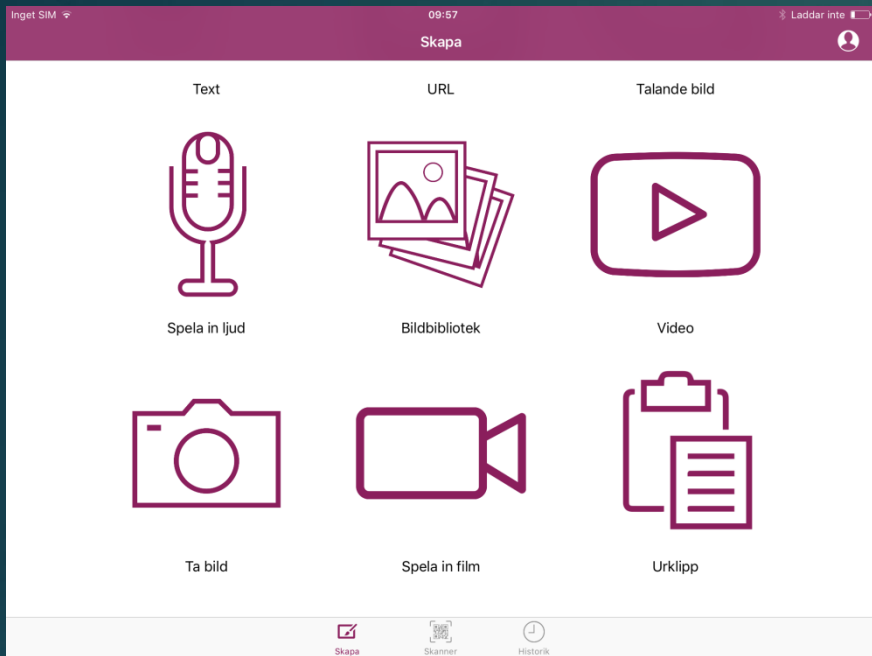 Inget SIM 09:57 Laddar inte
Skapa
Text URL Talande bild
Spela in ljud Bildbibliotek Video
Ta bild Spela in film Urklipp
Skapa Skanner Historik